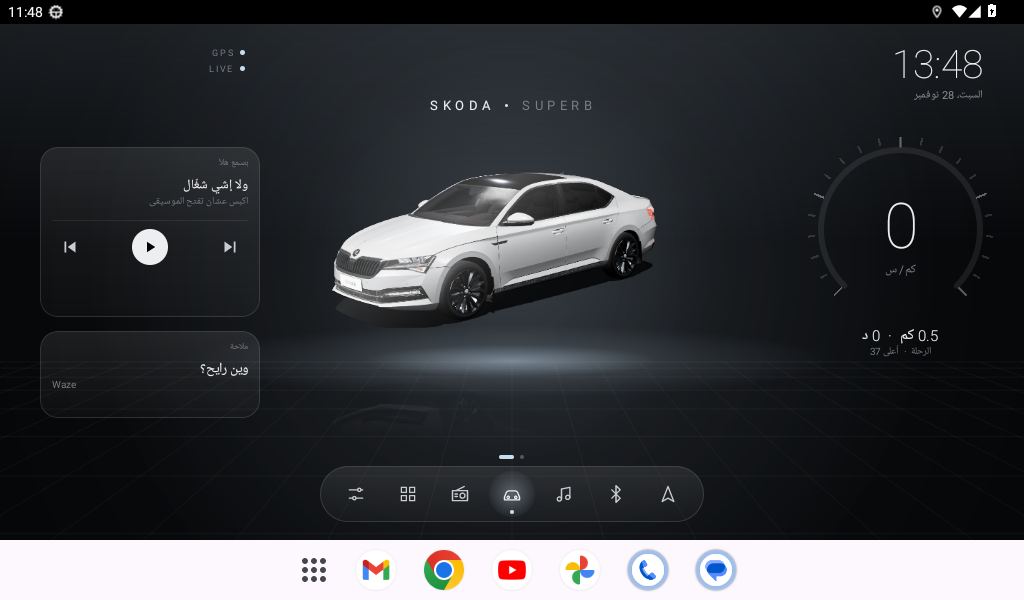 11:48
GPS
LIVE
13:48
السبت، 28 نوفمبر
SKODA • SUPERB
بسمع هلأ
ولا إشي شغّال
اكبس عشان تفتح الموسيقى
0
كم/س
0.5 كم · 0 د
الرحلة · أعلى 37
ملاحة
وين رايح؟
Waze